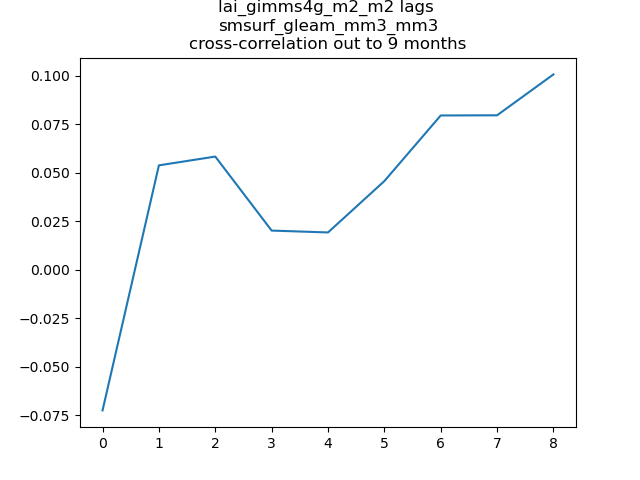 lai_gimms4g_m2_m2 lags
smsurf_gleam_mm3_mm3
cross-correlation out to 9 months
0.100
0.075
0.050
0.025
0.000
−0.025
−0.050
−0.075
0 1 2 3 4 5 6 7 8